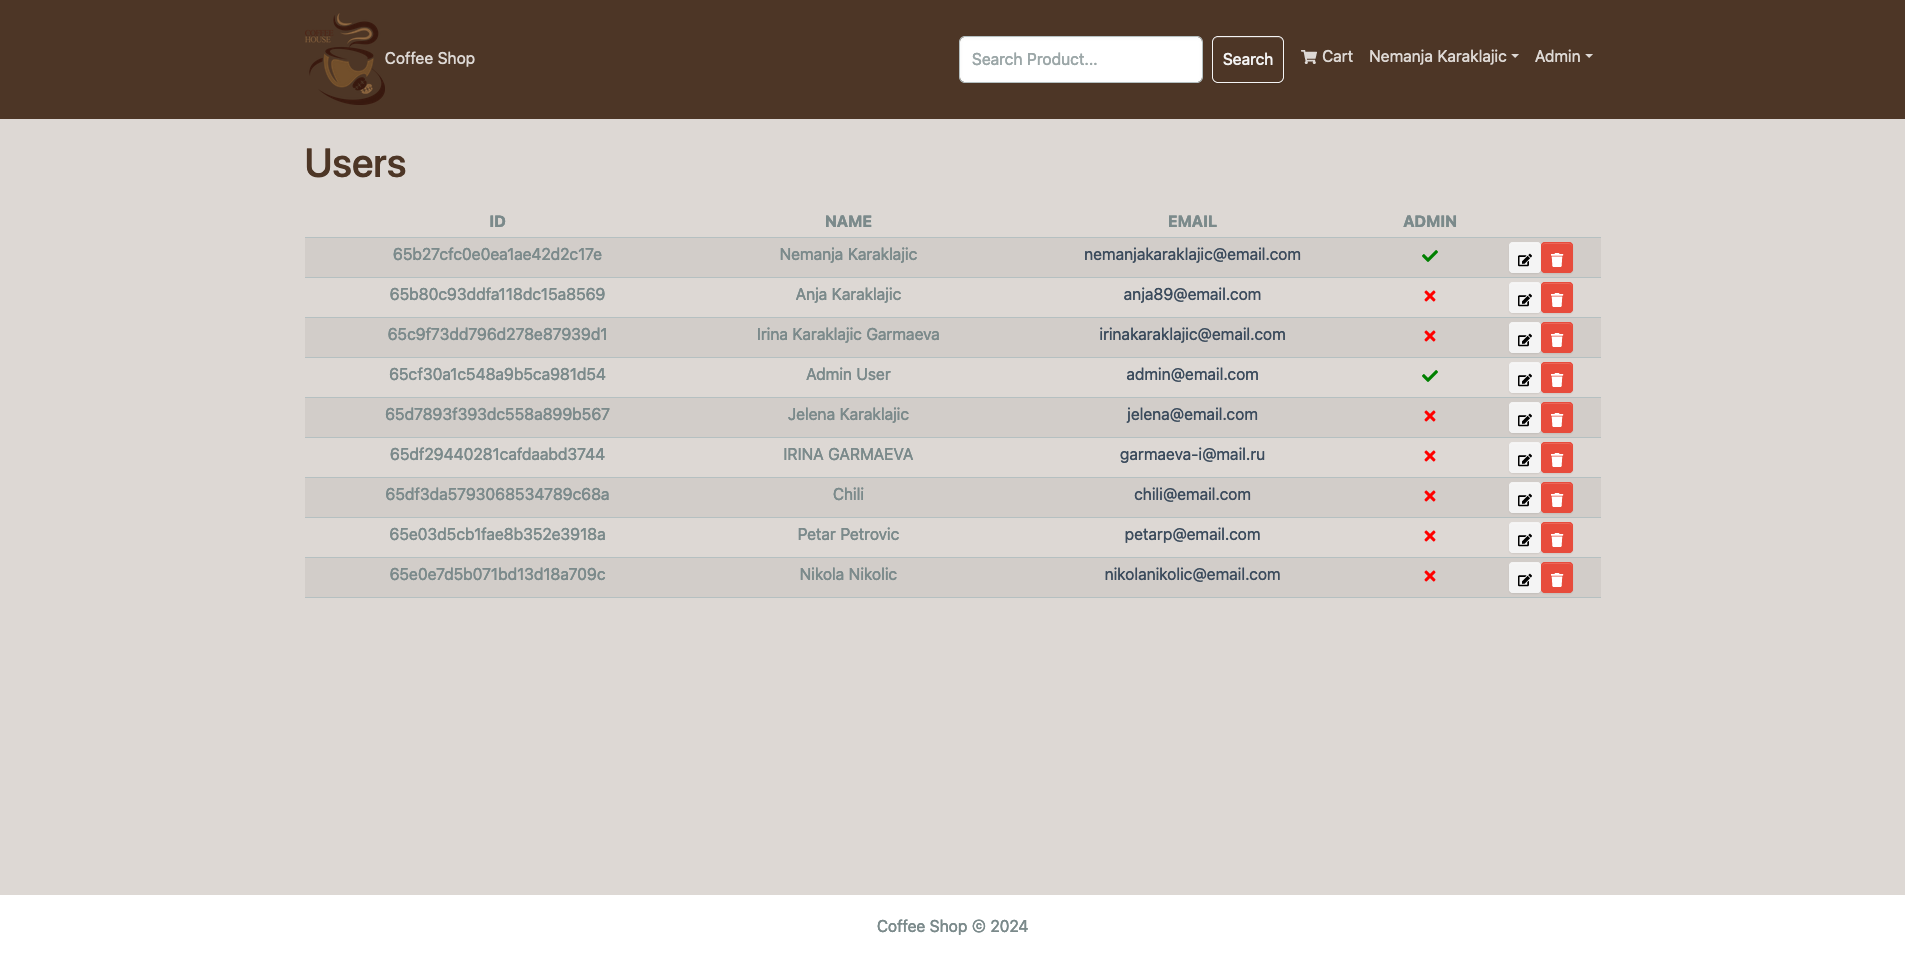 HOUSE
Coffee Shop
Search Product...
Search
Cart
Nemanja Karaklajic
Admin
Users
ID NAME EMAIL ADMIN
65b27cfc0e0ea1ae42d2c17e Nemanja Karaklajic nemanjakaraklajic@email.com
65b80c93ddfa118dc15a8569 Anja Karaklajic anja89@email.com
65c9f73dd796d278e87939d1 Irina Karaklajic Garmaeva irinakaraklajic@email.com
65cf30a1c548a9b5ca981d54 Admin User admin@email.com
65d7893f393dc558a899b567 Jelena Karaklajic jelena@email.com
65df29440281cafdaabd3744 IRINA GARMAEVA garmaeva-i@mail.ru
65df3da5793068534789c68a Chili chili@email.com
65e03d5cb1fae8b352e3918a Petar Petrovic petarp@email.com
65e0e7d5b071bd13d18a709c Nikola Nikolic nikolanikolic@email.com
Coffee Shop © 2024